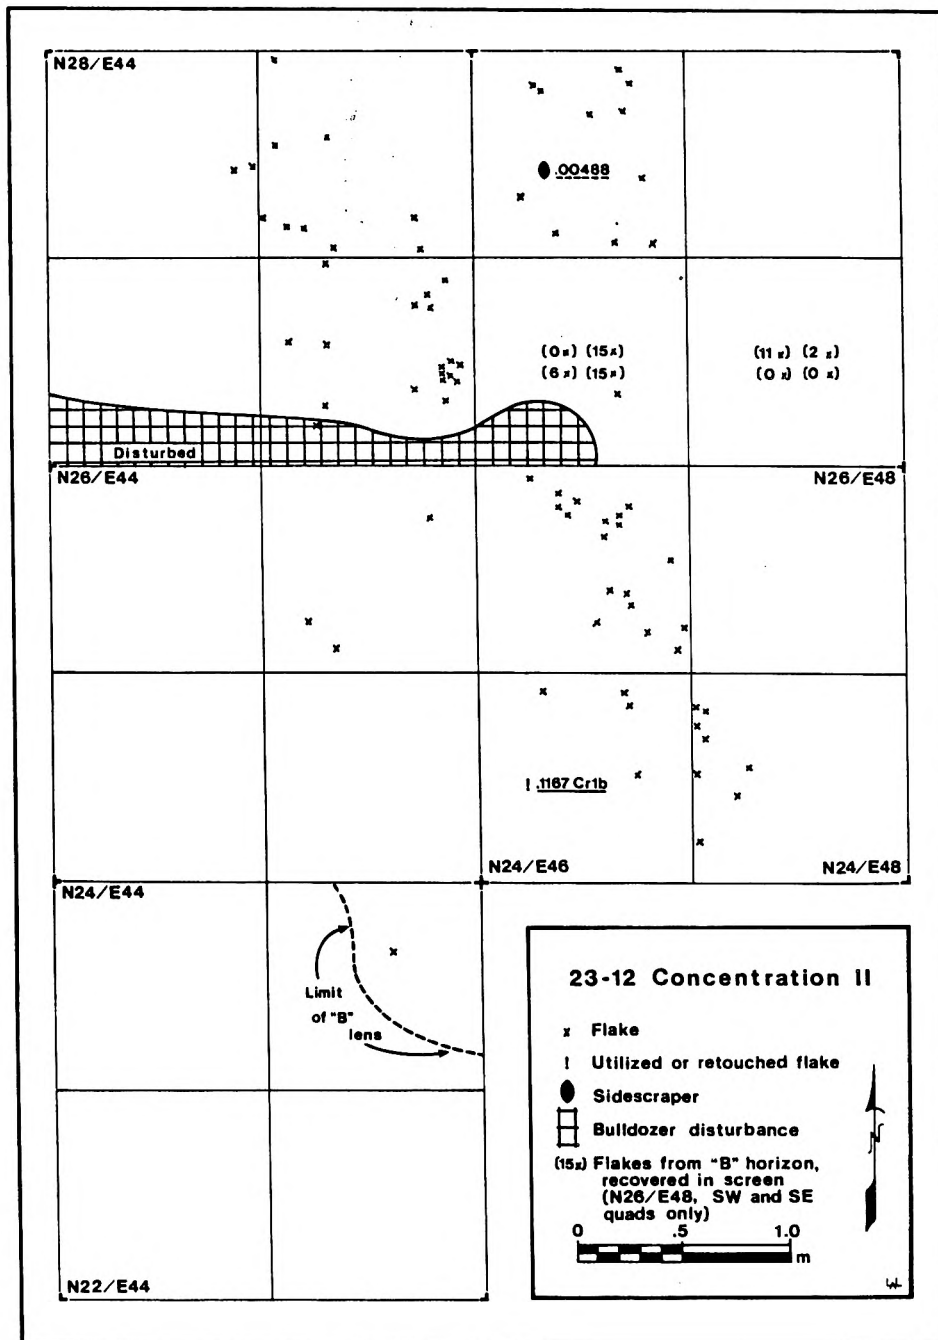 N28/E44
.00488
(0x) (15x)
(6x) (15x)
(11x) (2x)
(0x) (0x)
Disturbed
N26/E44
N26/E48
! .1167 Cr1b
N24/E46
N24/E48
N24/E44
Limit
of "B"
lens
N22/E44
23-12 Concentration II
x Flake
! Utilized or retouched flake
Sidescraper
Bulldozer disturbance
(15x) Flakes from "B" horizon,
recovered in screen
(N26/E48, SW and SE
quads only)
0 .5 1.0
m
N